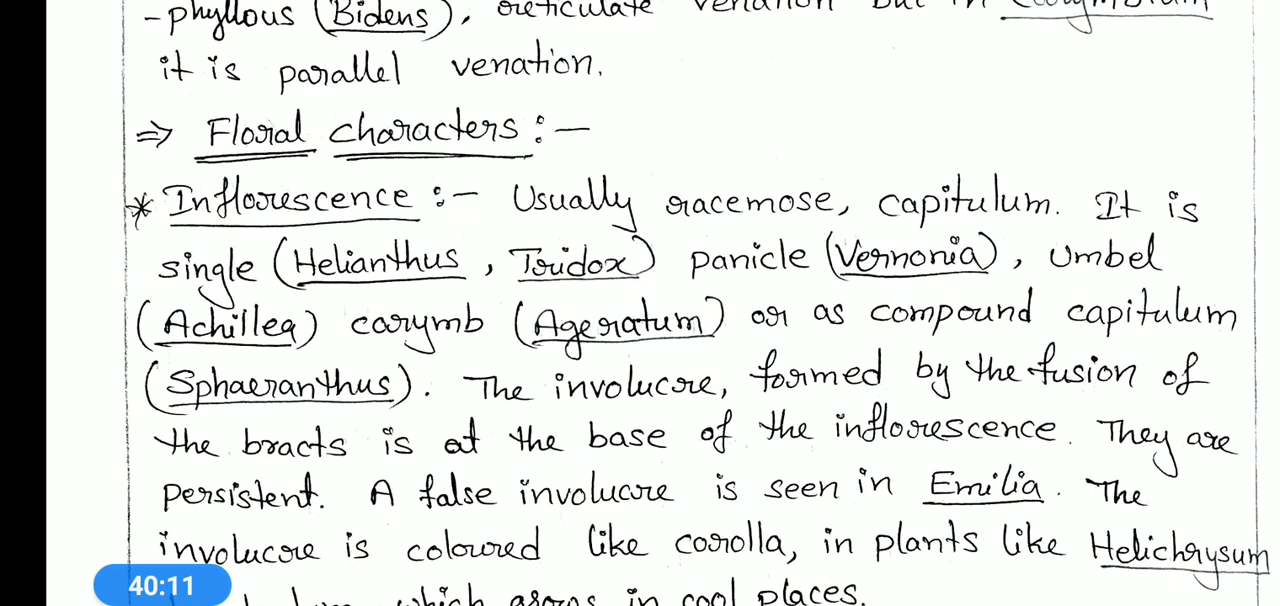 -phyllous (Bidens), reticulate venation but in Corymbium
it is parallel venation.
⇒ Floral characters :-
* Inflorescence :- Usually racemose, capitulum. It is
single (Helianthus, Tridox) panicle (Vernonia), Umbel
(Achillea) corymb (Ageratum) or as compound capitulum
(Sphaeranthus). The involucre, formed by the fusion of
the bracts is at the base of the inflorescence. They are
persistent. A false involucre is seen in Emilia. The
involucre is coloured like corolla, in plants like Helichrysum
which grows in cool places.
40:11